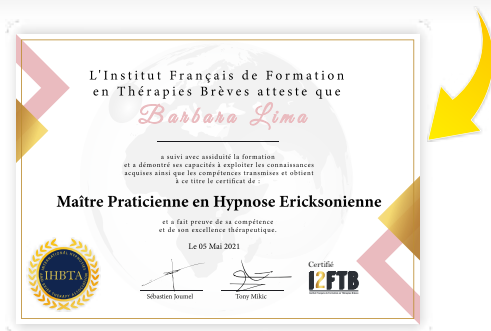 L'Institut Français de Formation
en Thérapies Brèves atteste que
Barbara Lima
a suivi avec assiduité la formation
et a démontré ses capacités à exploiter les connaissances
acquises ainsi que les compétences transmises et obtient
à ce titre le certificat de :
Maître Praticienne en Hypnose Ericksonienne
et a fait preuve de sa compétence
et de son excellence thérapeutique.
Le 05 Mai 2021
IHBTA
Sébastien Joumel
Tony Mikic
Certifié
I2FTB